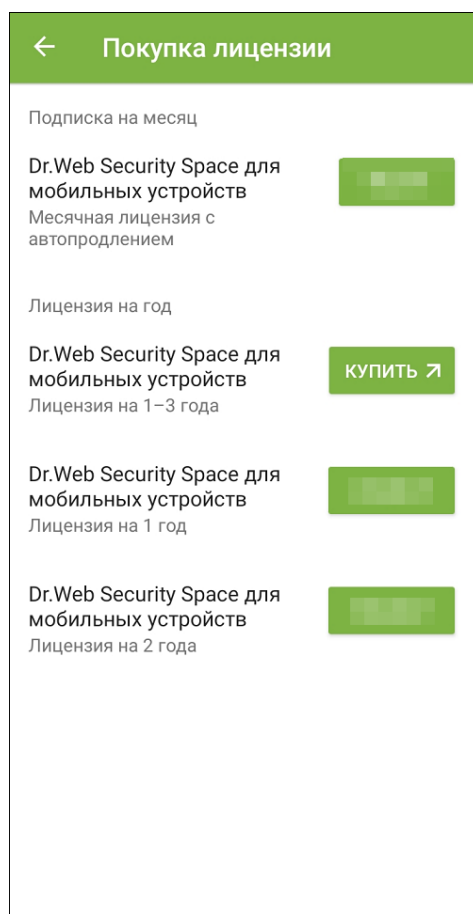 Покупка лицензии
Подписка на месяц
Dr.Web Security Space для
мобильных устройств
Месячная лицензия с
автопродлением
Лицензия на год
Dr.Web Security Space для
мобильных устройств
Лицензия на 1–3 года
КУПИТЬ
Dr.Web Security Space для
мобильных устройств
Лицензия на 1 год
Dr.Web Security Space для
мобильных устройств
Лицензия на 2 года